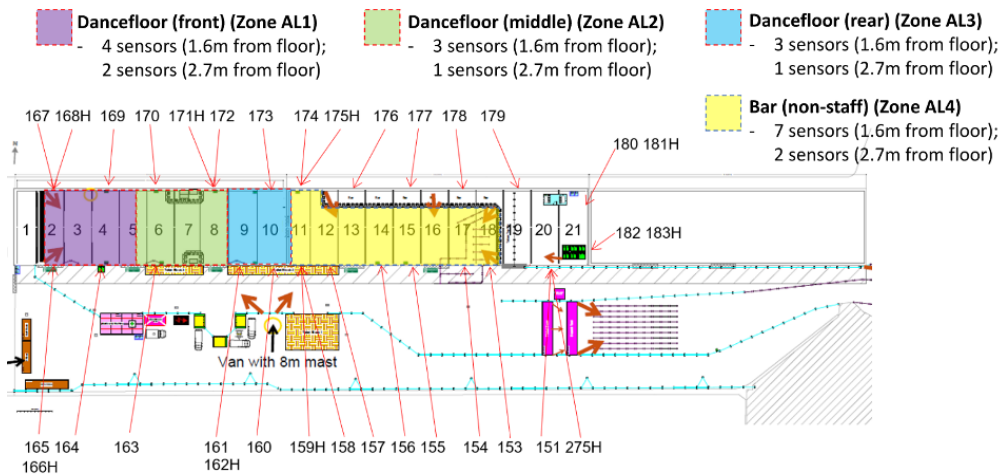 Dancefloor (front) (Zone AL1)
- 4 sensors (1.6m from floor);
2 sensors (2.7m from floor)
Dancefloor (middle) (Zone AL2)
- 3 sensors (1.6m from floor);
1 sensors (2.7m from floor)
Dancefloor (rear) (Zone AL3)
- 3 sensors (1.6m from floor);
1 sensors (2.7m from floor)
Bar (non-staff) (Zone AL4)
- 7 sensors (1.6m from floor);
2 sensors (2.7m from floor)
167 168H 169 170 171H 172 173 174 175H 176 177 178 179
180 181H
1 2 3 4 5 6 7 8 9 10 11 12 13 14 15 16 17 18 19 20 21
182 183H
Van with 8m mast
165 164 163 161 160 159H 158 157 156 155 154 153 151 275H
166H 162H